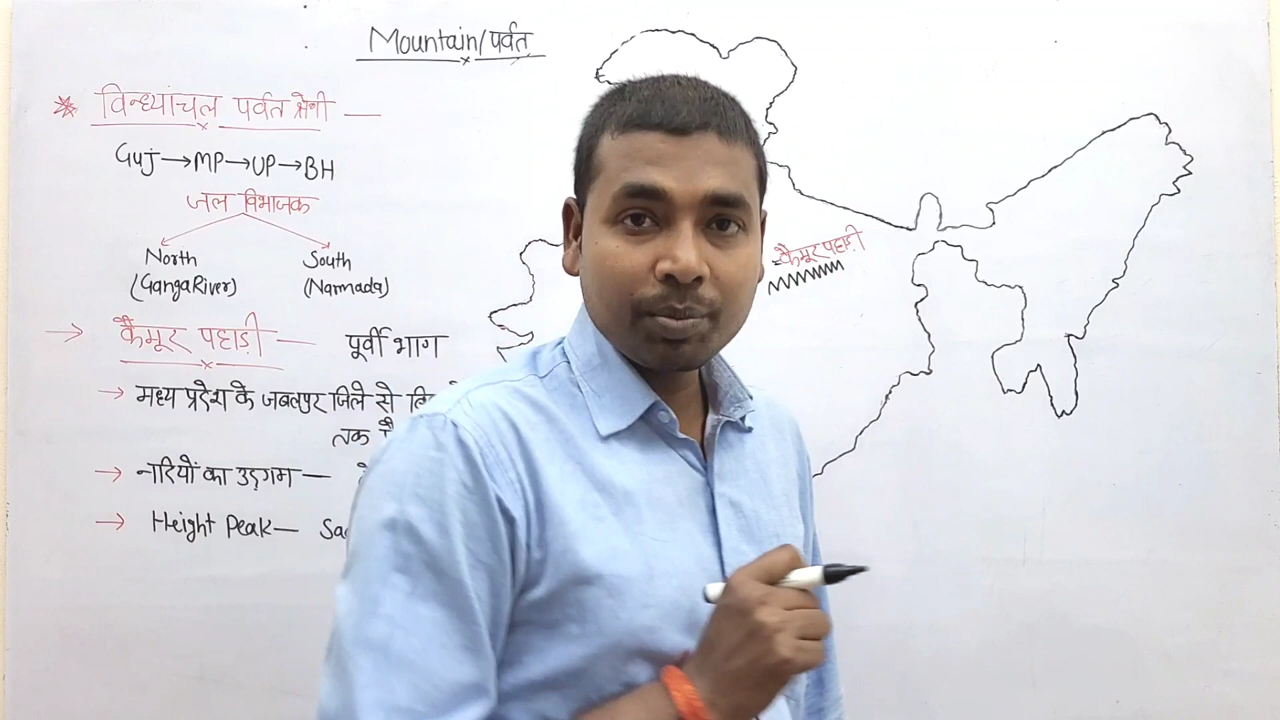 Mountain/पर्वत
विन्ध्यांचल पर्वत श्रेणी —
Guj→MP→UP→BH
जल विभाजक
North South
(Ganga River) (Narmada)
→ कैमूर पहाड़ी — पूर्वी भाग
→ मध्य प्रदेश के जबलपुर जिले से
तक
→ नदियों का उद्गम —
→ Height Peak —
कैमूर पहाड़ी